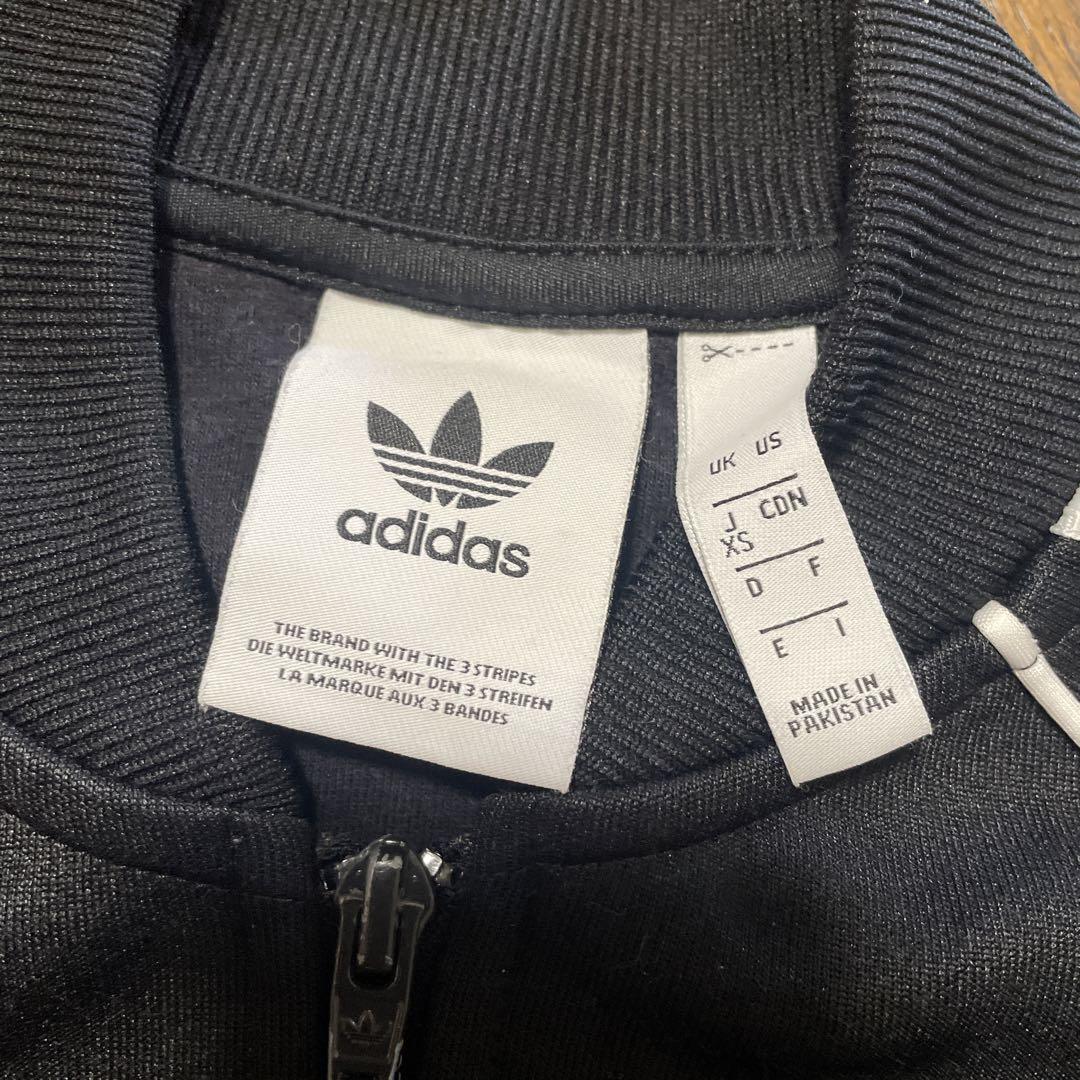 adidas
THE BRAND WITH THE 3 STRIPES
DIE WELTMARKE MIT DEN 3 STREIFEN
LA MARQUE AUX 3 BANDES
UK US
J CDN
XS
D F
E I
MADE IN
PAKISTAN